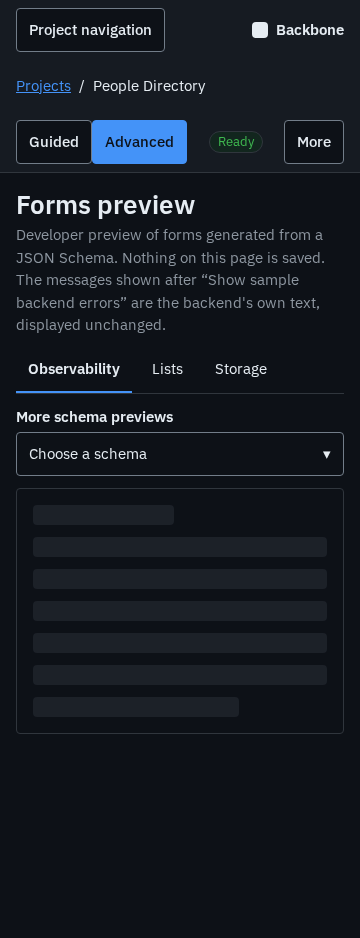 Project navigation
Backbone
Projects / People Directory
Guided
Advanced
Ready
More
Forms preview
Developer preview of forms generated from a
JSON Schema. Nothing on this page is saved.
The messages shown after “Show sample
backend errors” are the backend's own text,
displayed unchanged.
Observability
Lists
Storage
More schema previews
Choose a schema